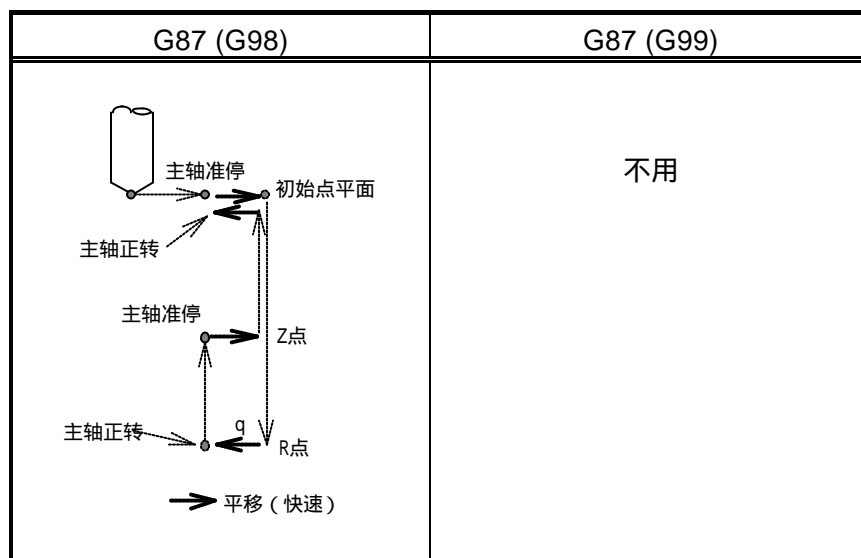 G87 (G98)
G87 (G99)
主轴准停
初始点平面
不用
主轴正转
主轴准停
Z点
主轴正转
q
R点
平移（快速）